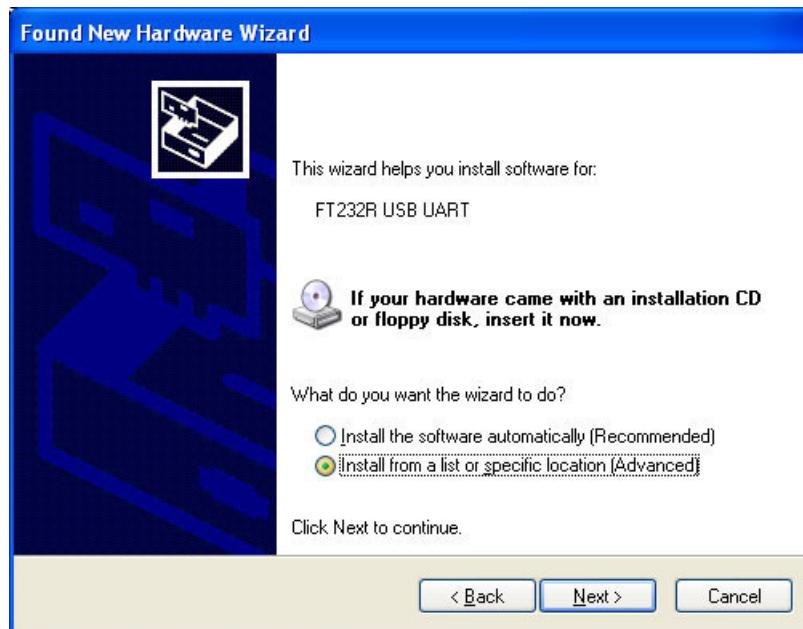 Found New Hardware Wizard
This wizard helps you install software for:
FT232R USB UART
If your hardware came with an installation CD
or floppy disk, insert it now.
What do you want the wizard to do?
Install the software automatically (Recommended)
Install from a list or specific location (Advanced)
Click Next to continue.
< Back Next > Cancel